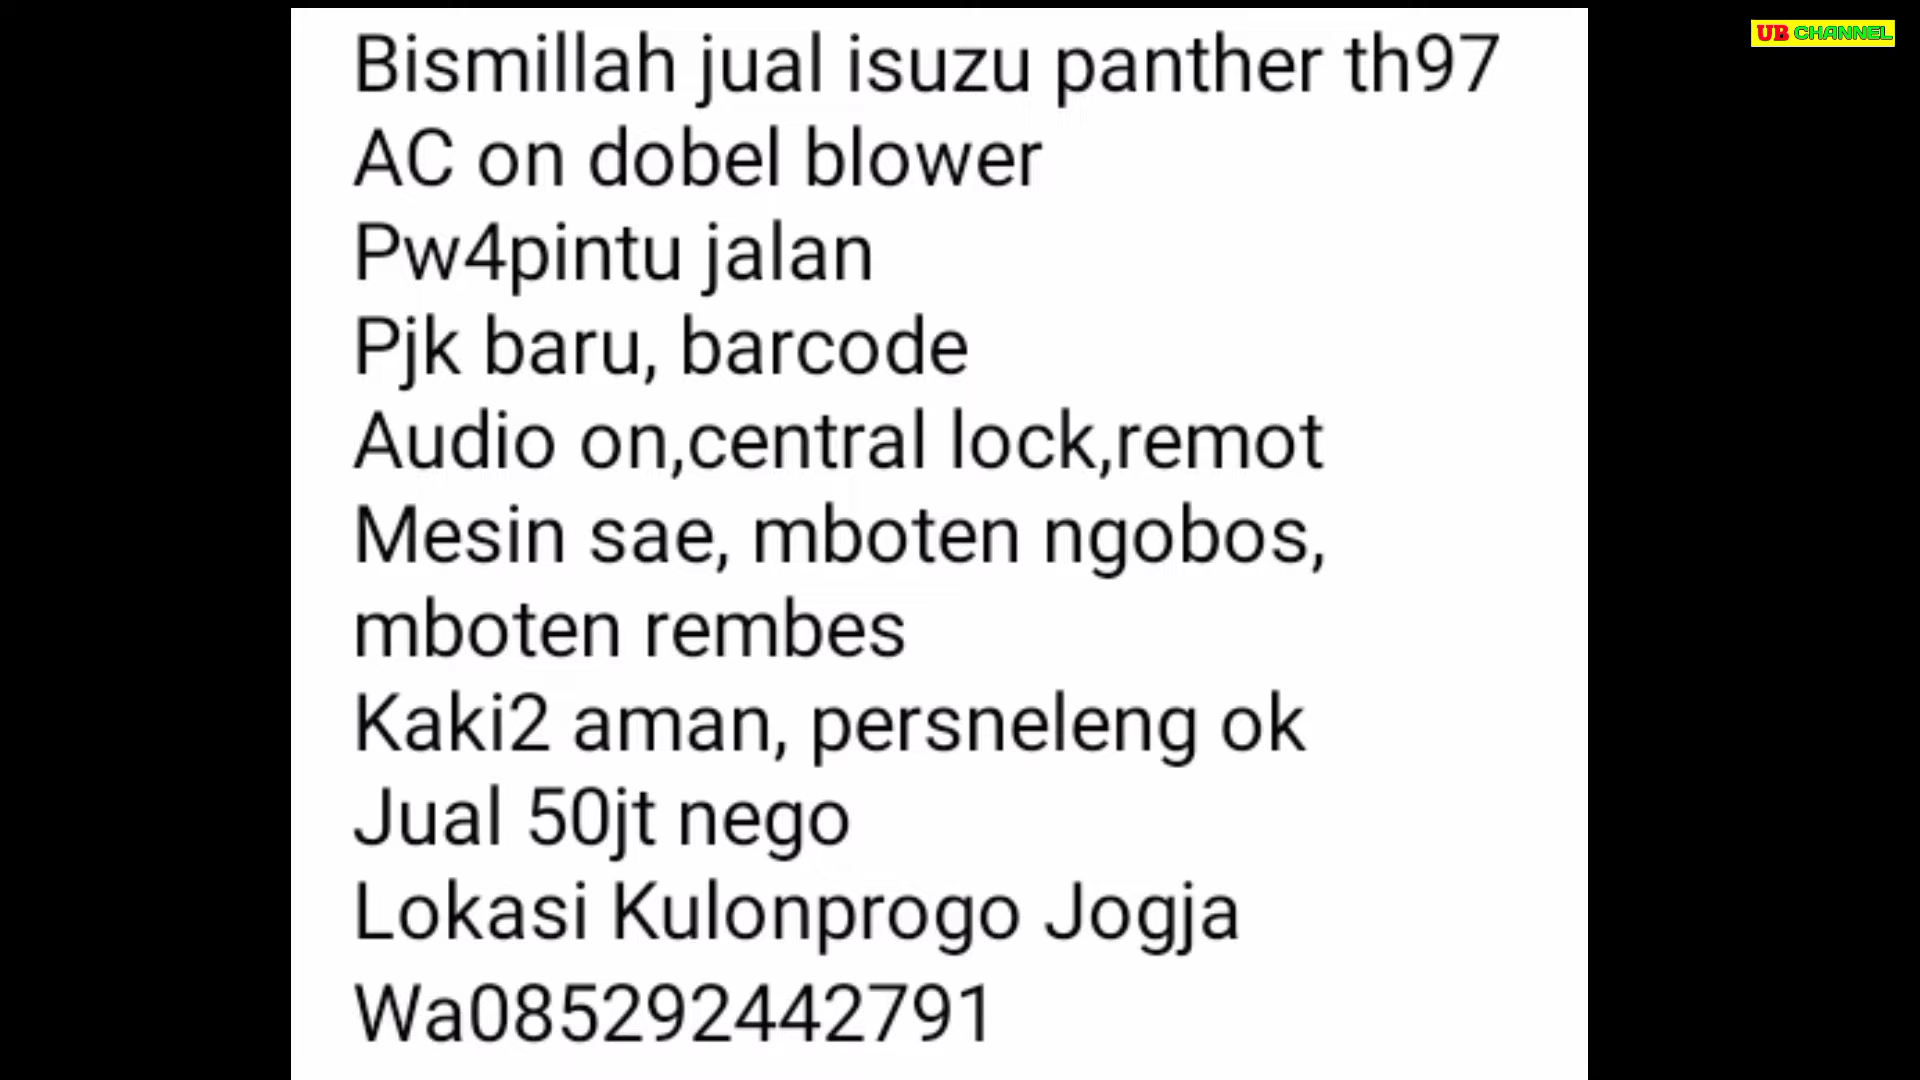 Bismillah jual isuzu panther th97
AC on dobel blower
Pw4pintu jalan
Pjk baru, barcode
Audio on,central lock,remot
Mesin sae, mboten ngobos,
mboten rembes
Kaki2 aman, persneleng ok
Jual 50jt nego
Lokasi Kulonprogo Jogja
Wa085292442791
UB CHANNEL